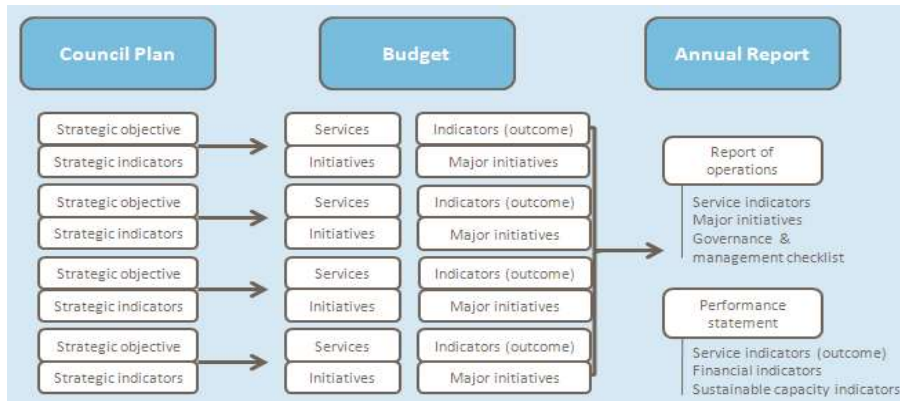 Council Plan
Budget
Annual Report
Strategic objective
Strategic indicators
Services
Initiatives
Indicators (outcome)
Major initiatives
Strategic objective
Strategic indicators
Services
Initiatives
Indicators (outcome)
Major initiatives
Strategic objective
Strategic indicators
Services
Initiatives
Indicators (outcome)
Major initiatives
Strategic objective
Strategic indicators
Services
Initiatives
Indicators (outcome)
Major initiatives
Report of
operations
Service indicators
Major initiatives
Governance &
management checklist
Performance
statement
Service indicators (outcome)
Financial indicators
Sustainable capacity indicators